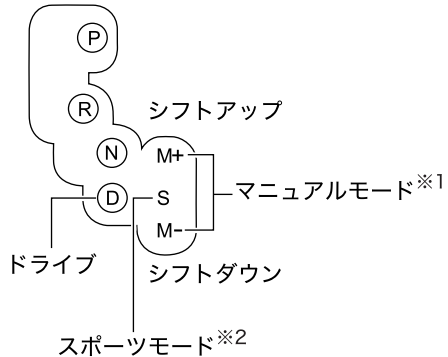 P
R
シフトアップ
N
M+
マニュアルモード※1
D
S
M-
ドライブ
シフトダウン
スポーツモード※2